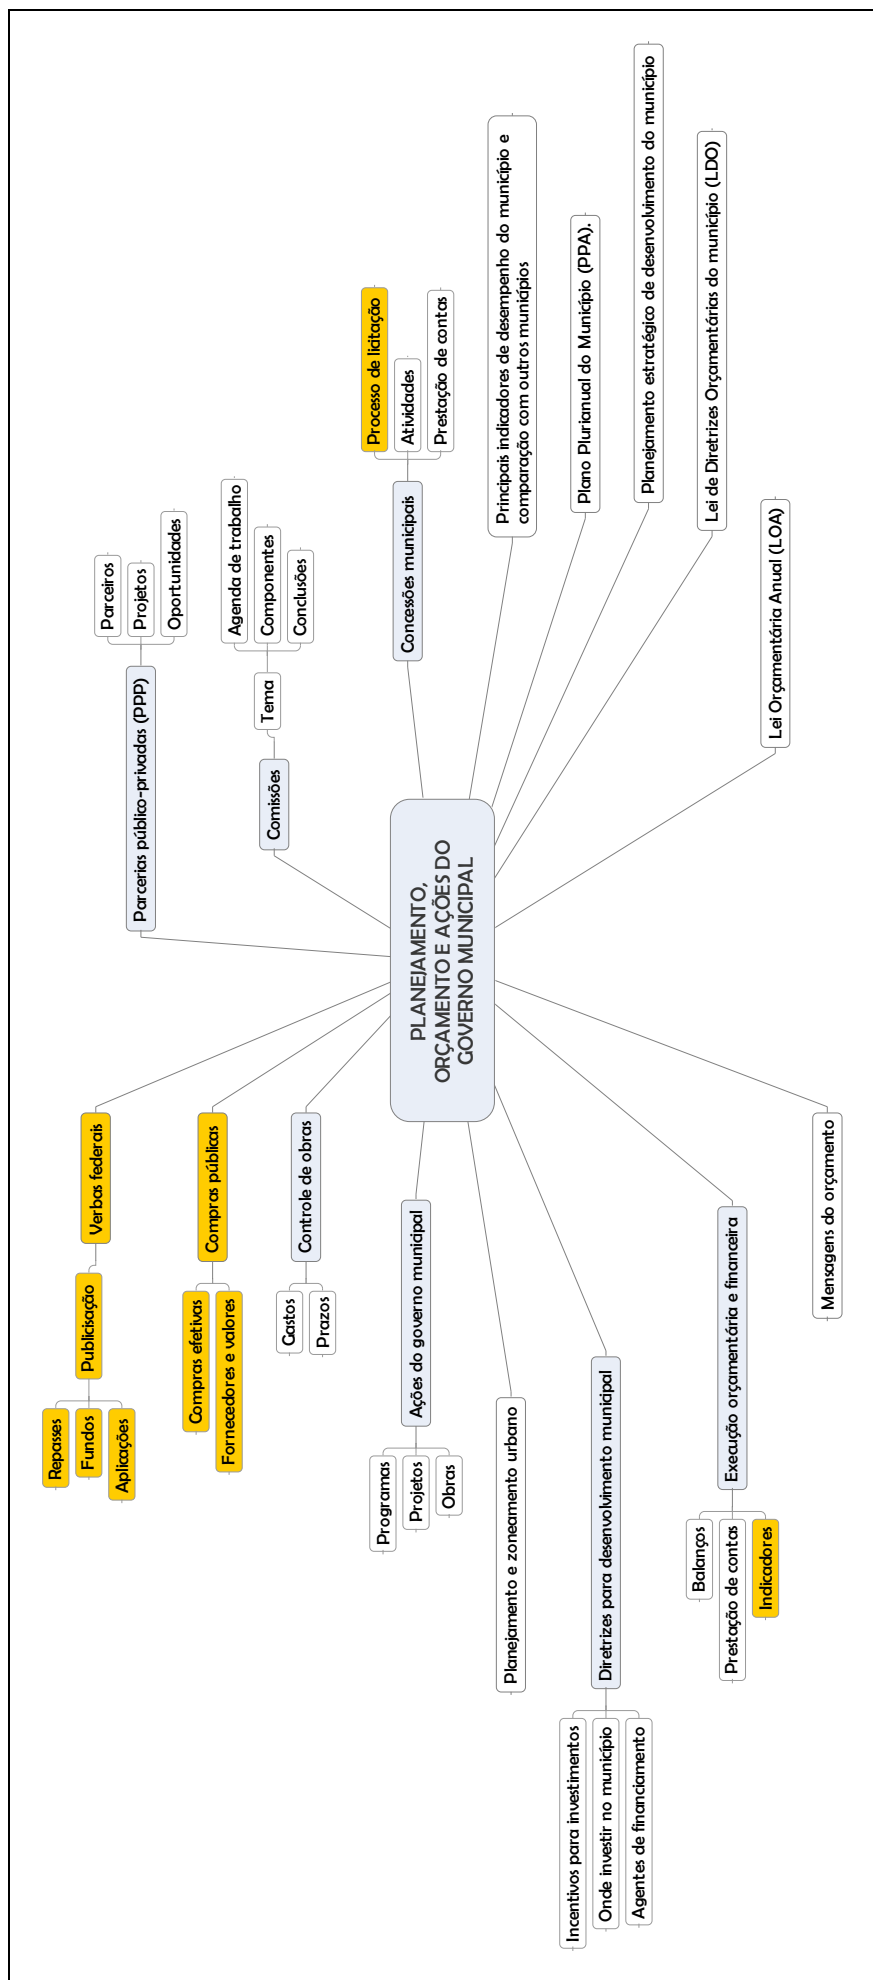 PLANEJAMENTO,
ORÇAMENTO E AÇÕES DO
GOVERNO MUNICIPAL
Verbas federais
Publicisação
Repasses
Fundos
Aplicações
Compras públicas
Compras efetivas
Fornecedores e valores
Controle de obras
Gastos
Prazos
Ações do governo municipal
Programas
Projetos
Obras
Planejamento e zoneamento urbano
Diretrizes para desenvolvimento municipal
Incentivos para investimentos
Onde investir no município
Agentes de financiamento
Execução orçamentária e financeira
Balanços
Prestação de contas
Indicadores
Mensagens do orçamento
Parcerias público-privadas (PPP)
Parceiros
Projetos
Oportunidades
Comissões
Tema
Agenda de trabalho
Componentes
Conclusões
Concessões municipais
Processo de licitação
Atividades
Prestação de contas
Principais indicadores de desempenho do município e
comparação com outros municípios
Plano Plurianual do Município (PPA).
Planejamento estratégico de desenvolvimento do município
Lei de Diretrizes Orçamentárias do município (LDO)
Lei Orçamentária Anual (LOA)